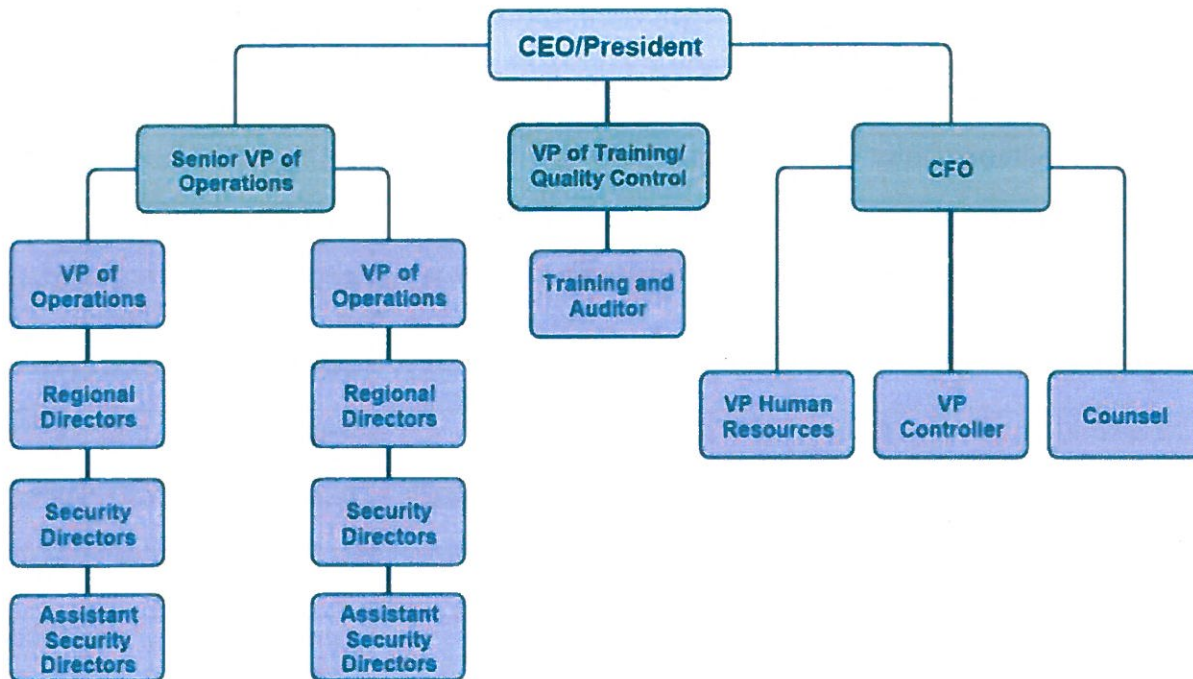 CEO/President
Senior VP of
Operations
VP of Training/
Quality Control
CFO
VP of
Operations
VP of
Operations
Training and
Auditor
Regional
Directors
Regional
Directors
VP Human
Resources
VP
Controller
Counsel
Security
Directors
Security
Directors
Assistant
Security
Directors
Assistant
Security
Directors